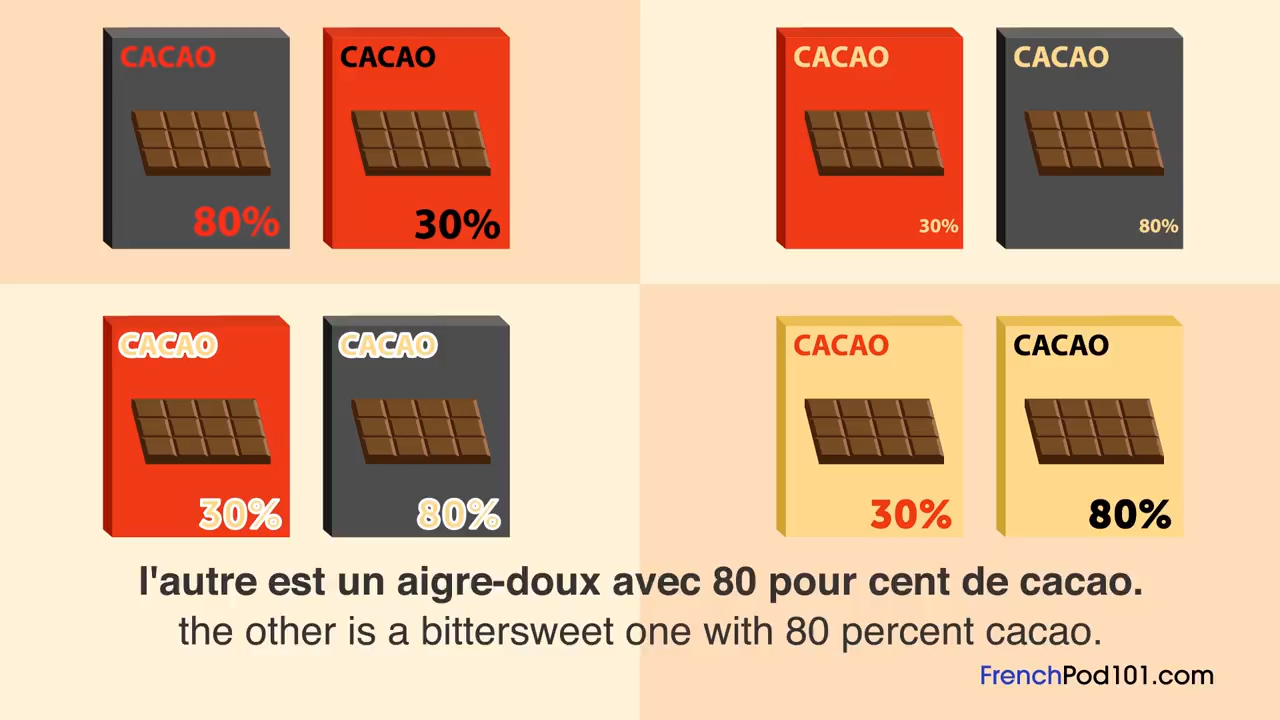 CACAO CACAO CACAO CACAO
80% 30% 30% 80%
CACAO CACAO CACAO CACAO
30% 80% 30% 80%
l'autre est un aigre-doux avec 80 pour cent de cacao.
the other is a bittersweet one with 80 percent cacao.
FrenchPod101.com